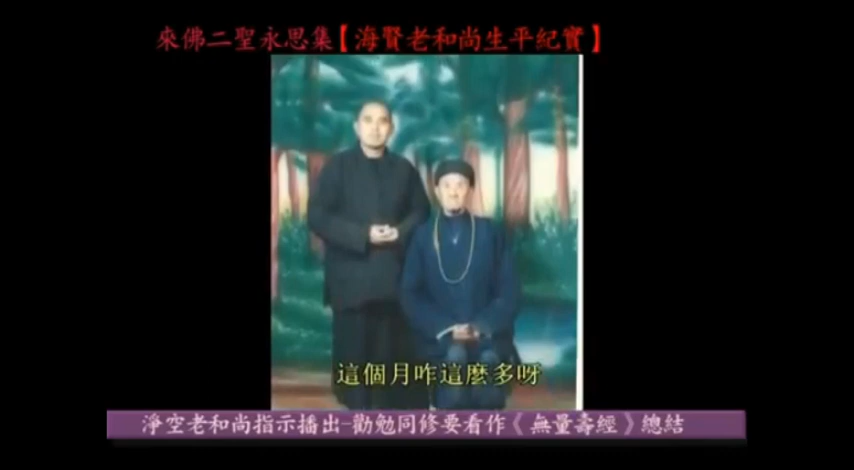 來佛二聖永思集【海賢老和尚生平紀實】
這個月咋這麼多呀
淨空老和尚指示播出-勸勉同修要看作《無量壽經》總結